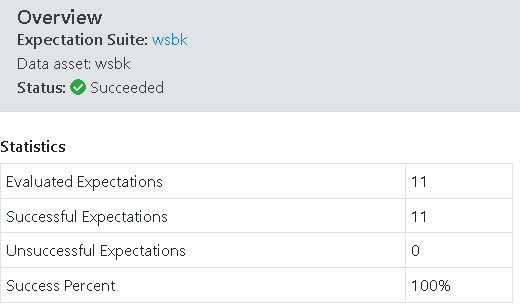 Overview
Expectation Suite: wsbk
Data asset: wsbk
Status: Succeeded
Statistics
Evaluated Expectations 11
Successful Expectations 11
Unsuccessful Expectations 0
Success Percent 100%